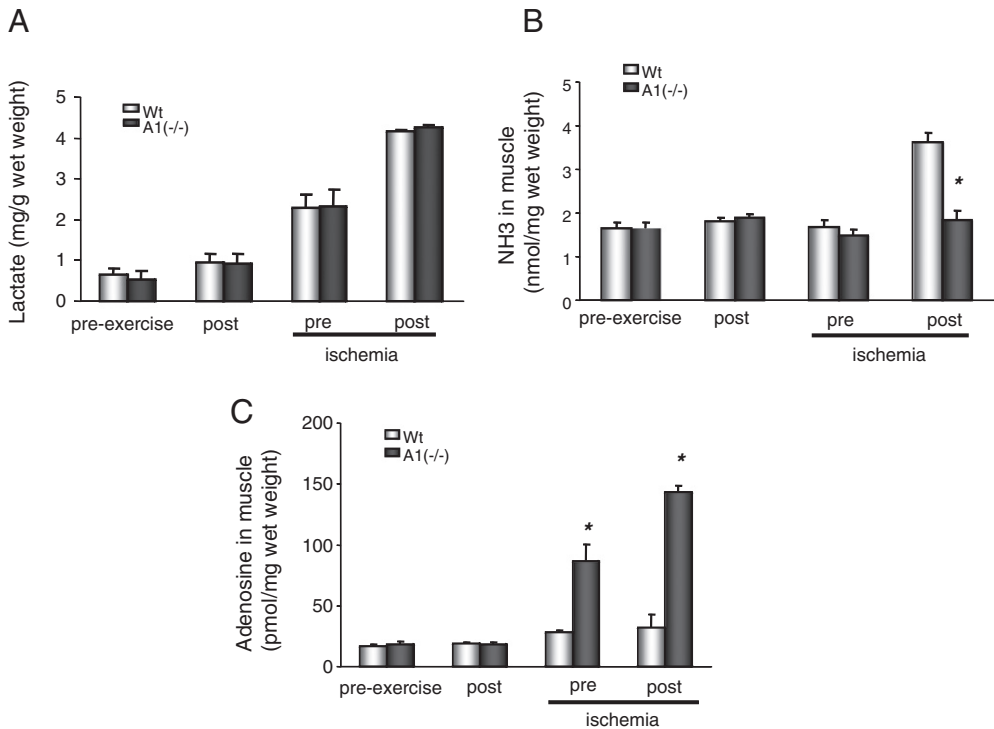 A
Lactate (mg/g wet weight)
5
4
3
2
1
0
Wt
A1(-/-)
pre-exercise
post
pre
post
ischemia
B
NH3 in muscle
(nmol/mg wet weight)
5
4
3
2
1
0
Wt
A1(-/-)
*
pre-exercise
post
pre
post
ischemia
C
Adenosine in muscle
(pmol/mg wet weight)
200
150
100
50
0
Wt
A1(-/-)
*
*
pre-exercise
post
pre
post
ischemia